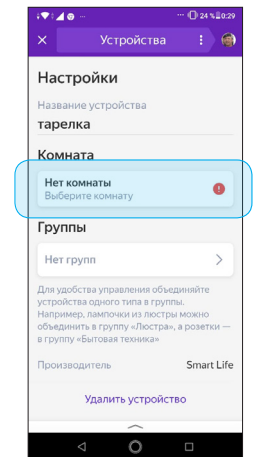 24 % 0:29
Устройства
Настройки
Название устройства
тарелка
Комната
Нет комнаты
Выберите комнату
Группы
Нет групп
Для удобства управления объединяйте
устройства одного типа в группы.
Например, лампочки из люстры можно
объединить в группу «Люстра», а розетки —
в группу «Бытовая техника»
Производитель Smart Life
Удалить устройство